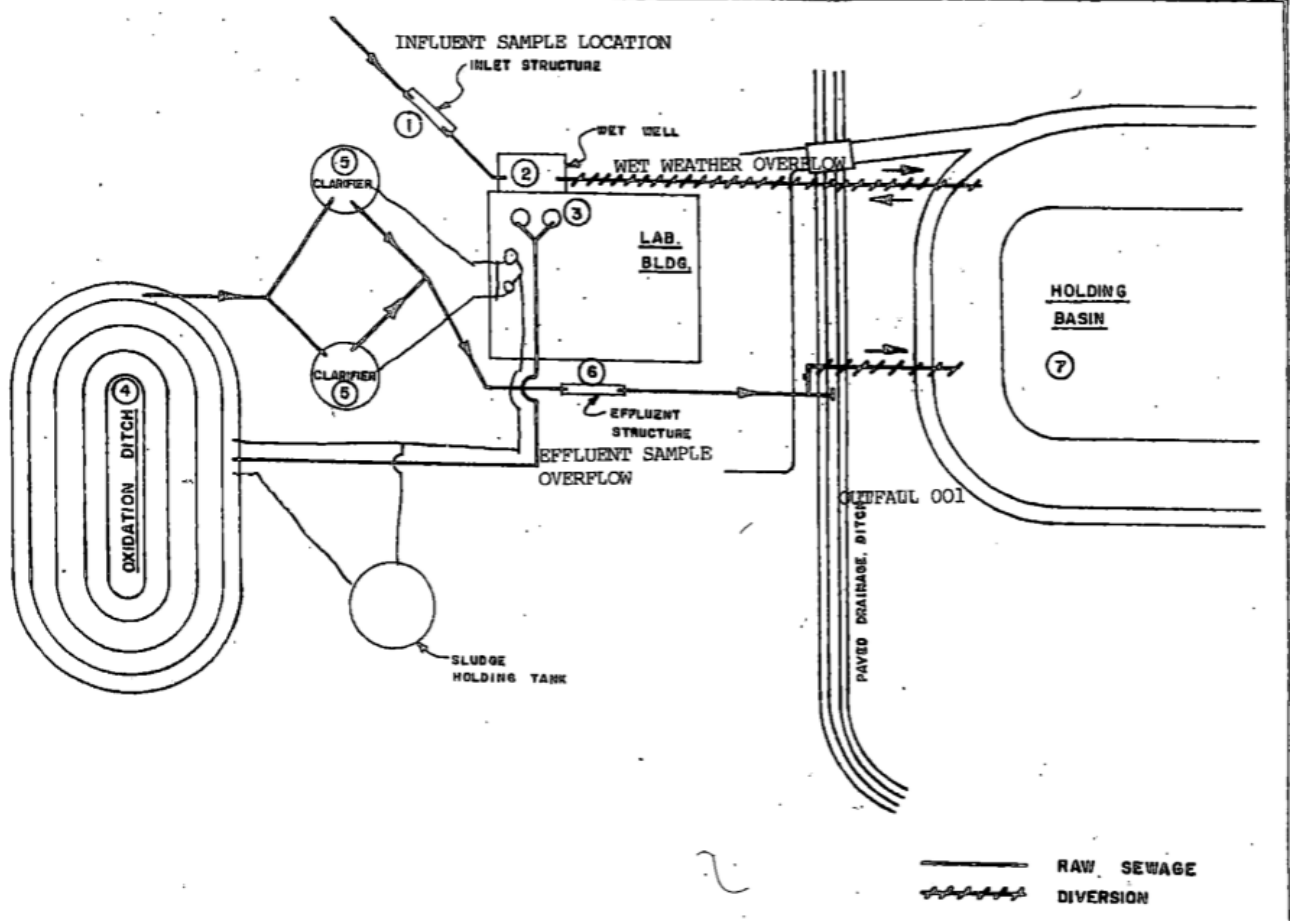 INFLUENT SAMPLE LOCATION
INLET STRUCTURE
1
WET WELL
5
CLARIFIER
2
WET WEATHER OVERFLOW
3
LAB.
BLDG.
HOLDING
BASIN
7
4
OXIDATION DITCH
CLARIFIER
5
6
EFFLUENT
STRUCTURE
EFFLUENT SAMPLE
OVERFLOW
OUTFALL 001
PAVED DRAINAGE DITCH
SLUDGE
HOLDING TANK
RAW SEWAGE
DIVERSION